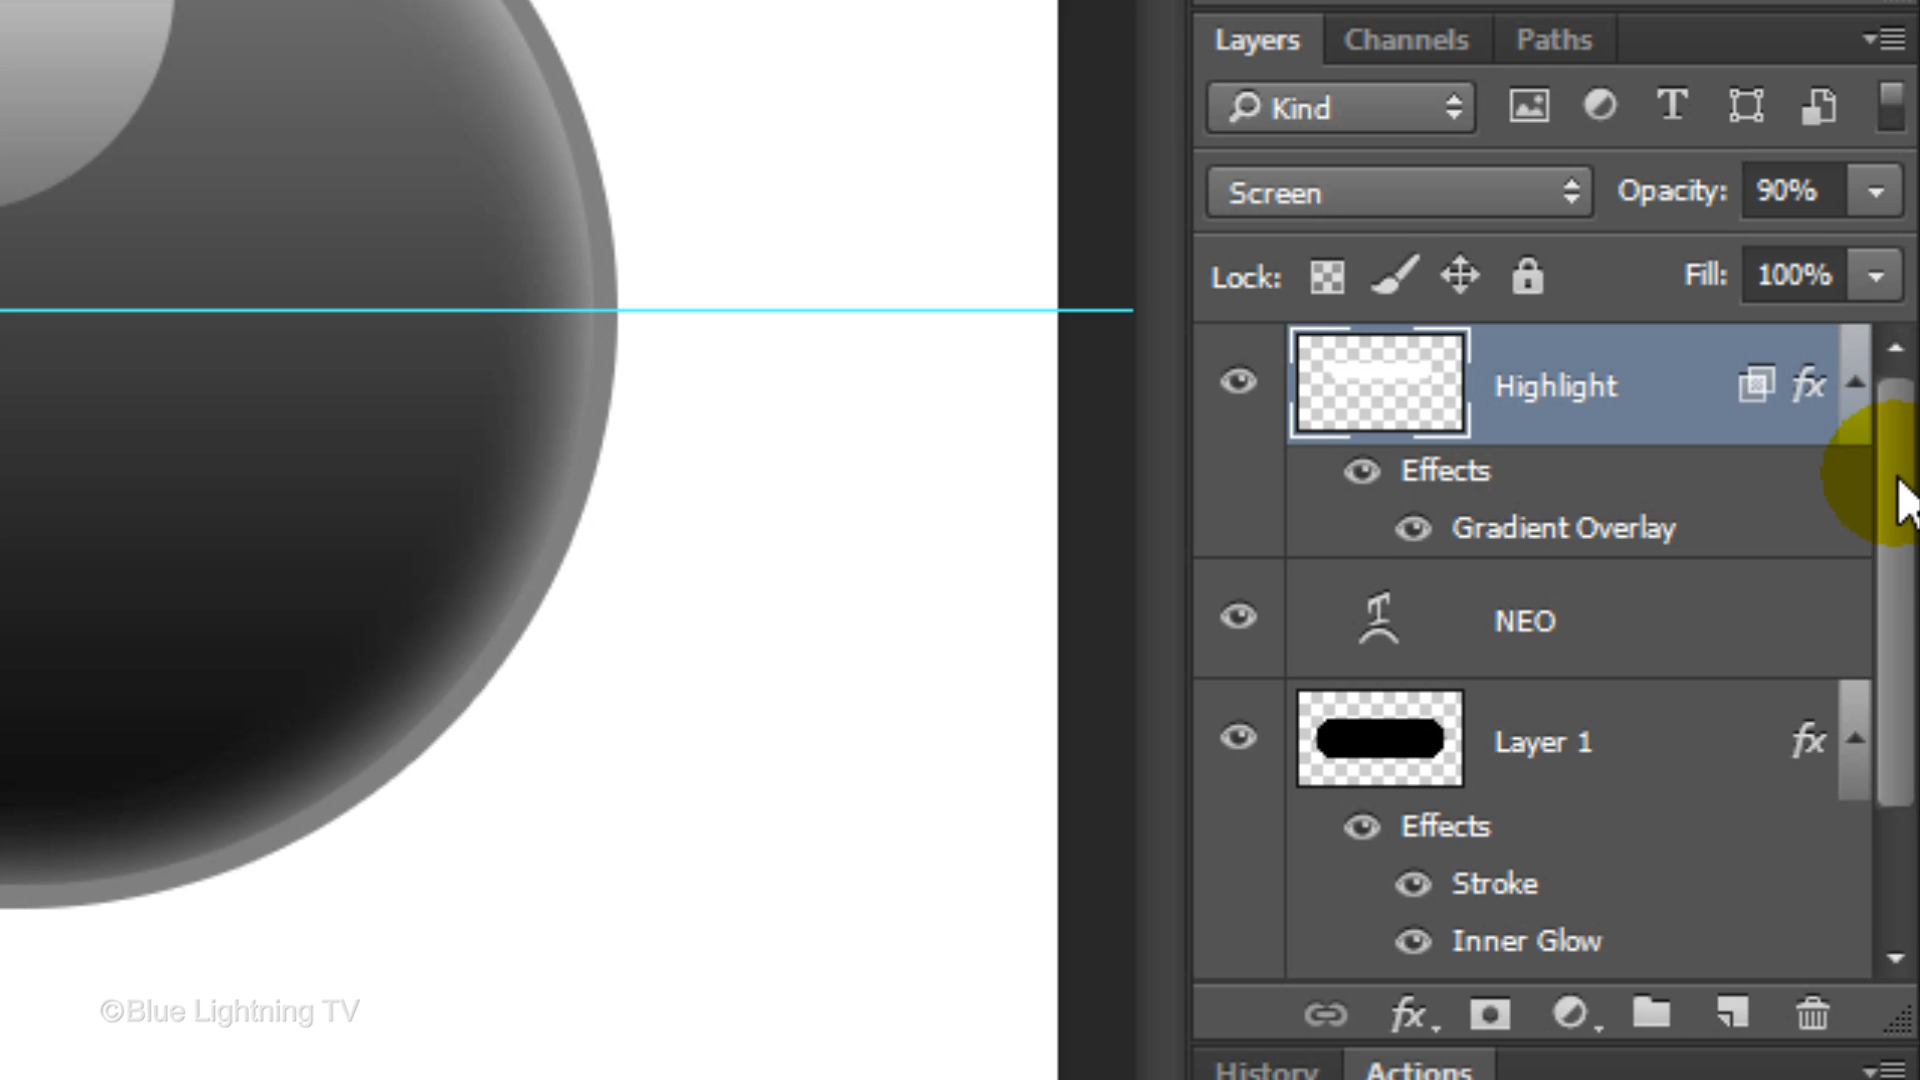 Layers Channels Paths
Kind
Screen Opacity: 90%
Lock: Fill: 100%
Highlight fx
Effects
Gradient Overlay
NEO
Layer 1 fx
Effects
Stroke
Inner Glow
fx
©Blue Lightning TV
History Actions